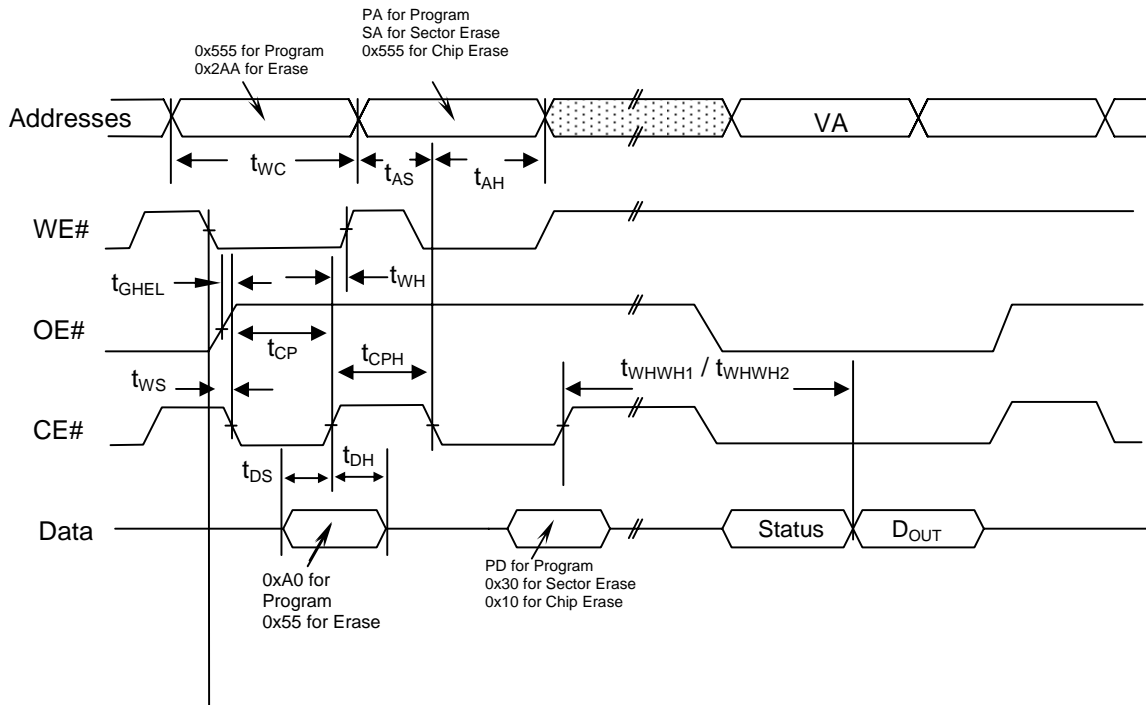 PA for Program
SA for Sector Erase
0x555 for Chip Erase
0x555 for Program
0x2AA for Erase
Addresses
VA
tWC
tAS
tAH
WE#
tGHEL
tWH
OE#
tCP
tCPH
tWHWH1 / tWHWH2
tWS
CE#
tDS
tDH
Data
Status
DOUT
0xA0 for
Program
0x55 for Erase
PD for Program
0x30 for Sector Erase
0x10 for Chip Erase